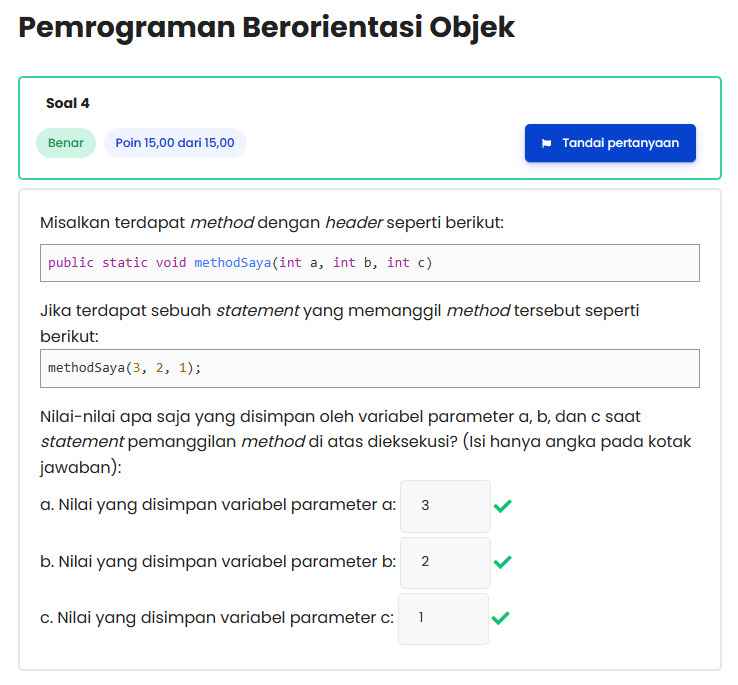 Pemrograman Berorientasi Objek
Soal 4
Benar
Poin 15,00 dari 15,00
Tandai pertanyaan
Misalkan terdapat method dengan header seperti berikut:
public static void methodSaya(int a, int b, int c)
Jika terdapat sebuah statement yang memanggil method tersebut seperti
berikut:
methodSaya(3, 2, 1);
Nilai-nilai apa saja yang disimpan oleh variabel parameter a, b, dan c saat
statement pemanggilan method di atas dieksekusi? (Isi hanya angka pada kotak
jawaban):
a. Nilai yang disimpan variabel parameter a: 3
b. Nilai yang disimpan variabel parameter b: 2
c. Nilai yang disimpan variabel parameter c: 1